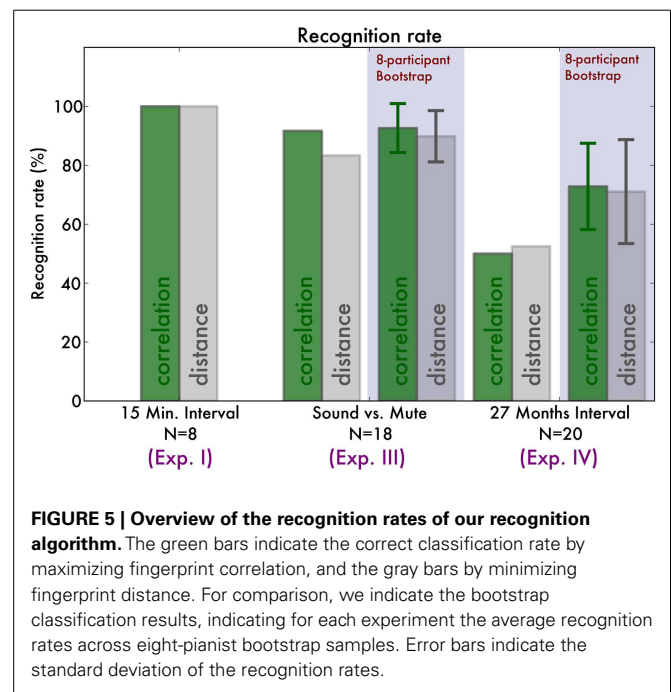 Recognition rate
8-participant
Bootstrap
8-participant
Bootstrap
Recognition rate (%)
100
80
60
40
20
0
correlation
distance
correlation
distance
correlation
distance
correlation
distance
correlation
distance
15 Min. Interval
N=8
(Exp. I)
Sound vs. Mute
N=18
(Exp. III)
27 Months Interval
N=20
(Exp. IV)
FIGURE 5 | Overview of the recognition rates of our recognition
algorithm. The green bars indicate the correct classification rate by
maximizing fingerprint correlation, and the gray bars by minimizing
fingerprint distance. For comparison, we indicate the bootstrap
classification results, indicating for each experiment the average recognition
rates across eight-pianist bootstrap samples. Error bars indicate the
standard deviation of the recognition rates.